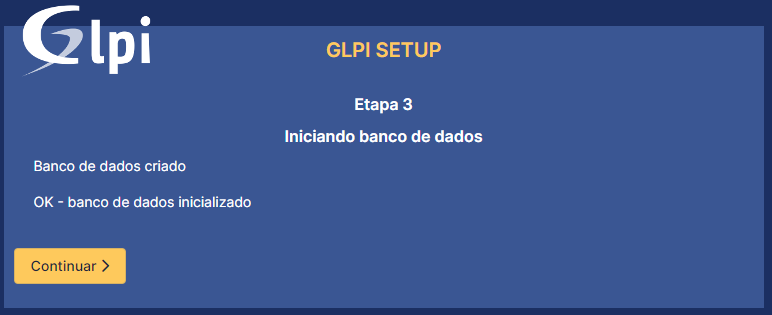 Glpi
GLPI SETUP
Etapa 3
Iniciando banco de dados
Banco de dados criado
OK - banco de dados inicializado
Continuar